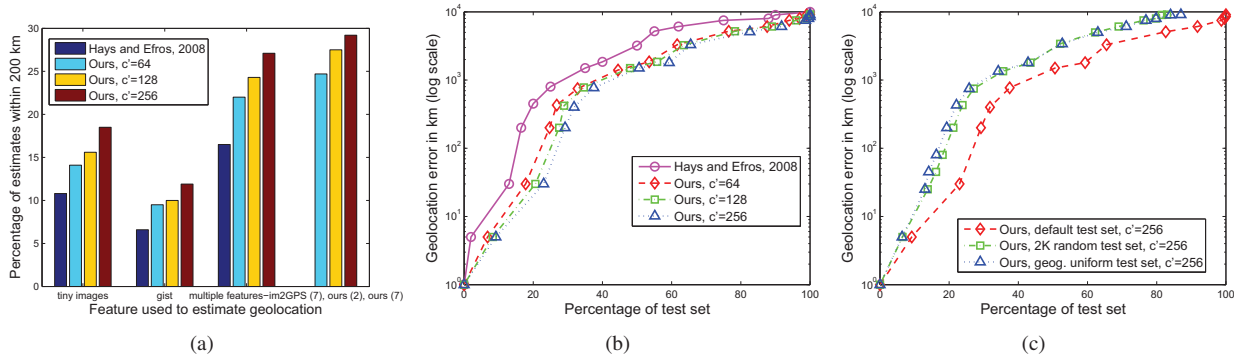 Percentage of estimates within 200 km
30
25
20
15
10
5
0
Hays and Efros, 2008
Ours, c'=64
Ours, c'=128
Ours, c'=256
tiny images
gist
multiple features−im2GPS (7), ours (2), ours (7)
Feature used to estimate geolocation
(a)
Geolocation error in km (log scale)
10^4
10^3
10^2
10^1
10^0
0
20
40
60
80
100
Hays and Efros, 2008
Ours, c'=64
Ours, c'=128
Ours, c'=256
Percentage of test set
(b)
Geolocation error in km (log scale)
10^4
10^3
10^2
10^1
10^0
0
20
40
60
80
100
Ours, default test set, c'=256
Ours, 2K random test set, c'=256
Ours, geog. uniform test set, c'=256
Percentage of test set
(c)